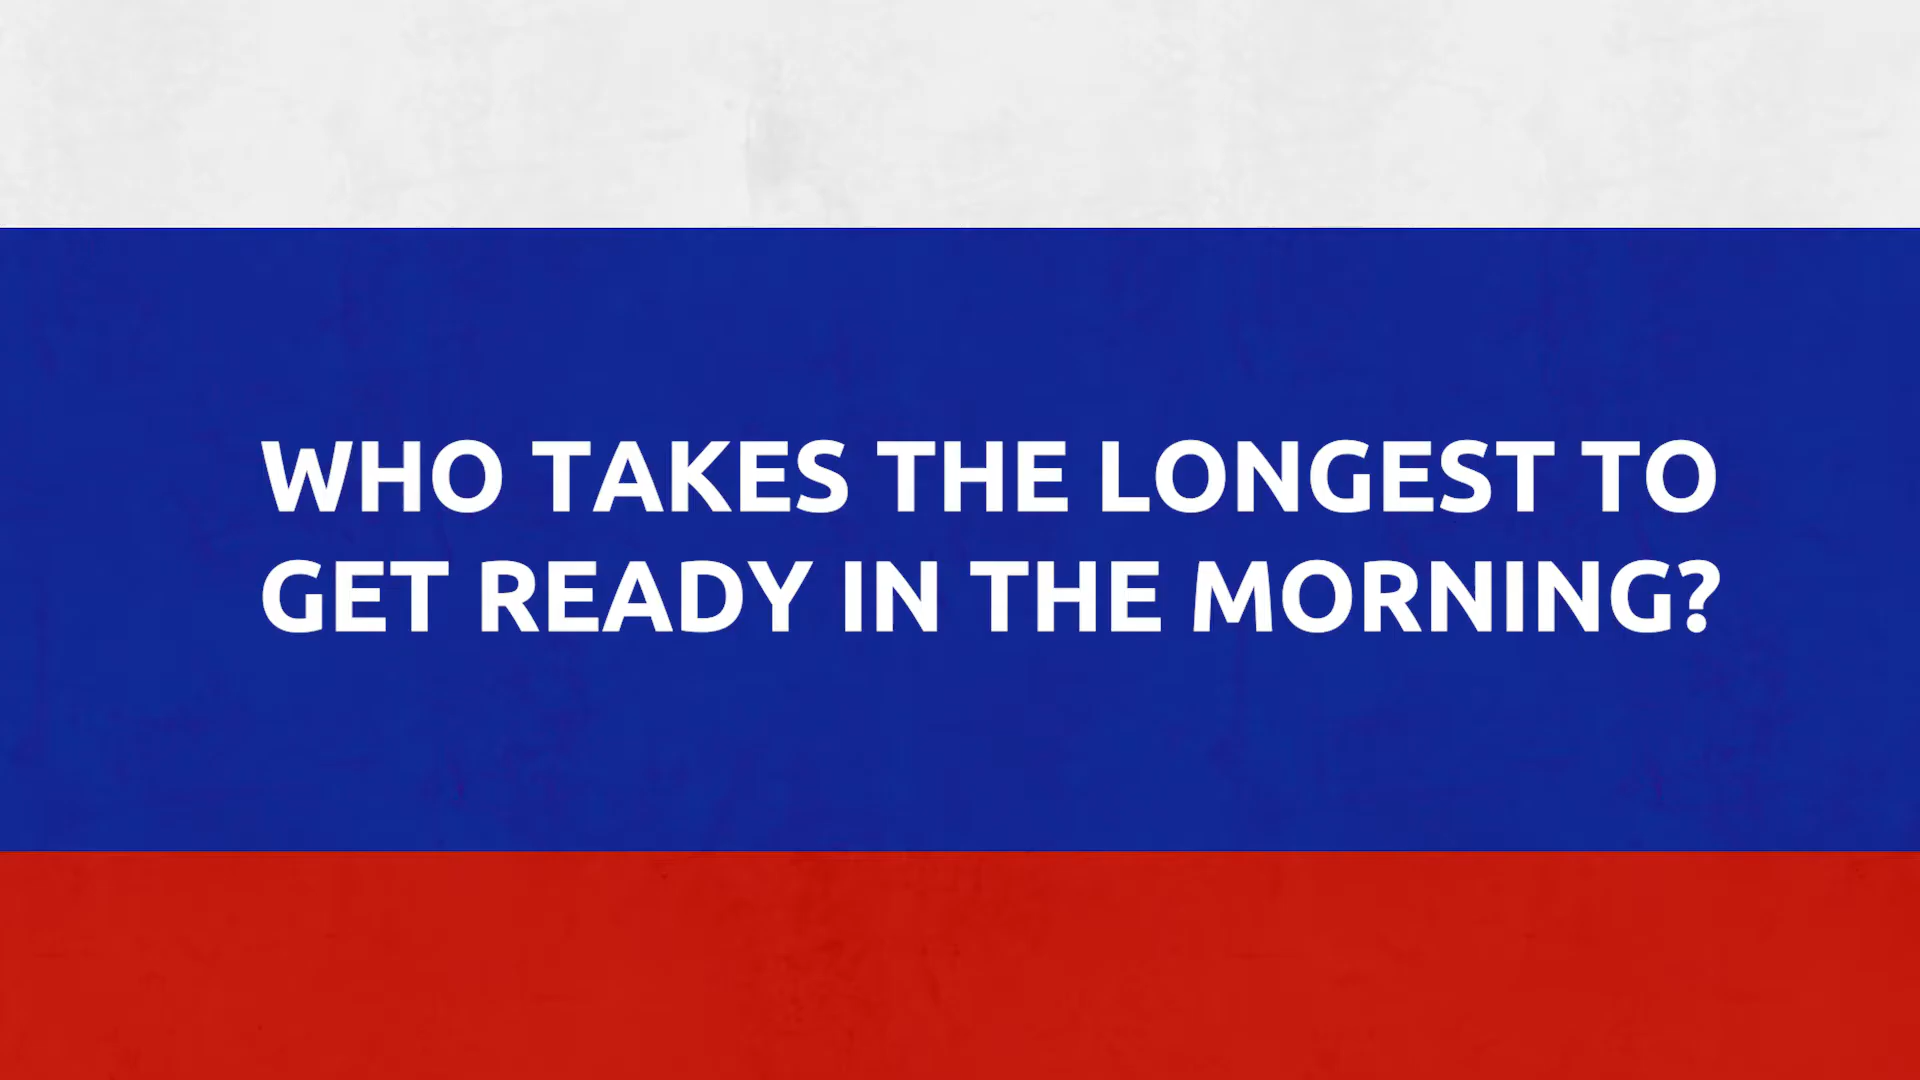 WHO TAKES THE LONGEST TO
GET READY IN THE MORNING?